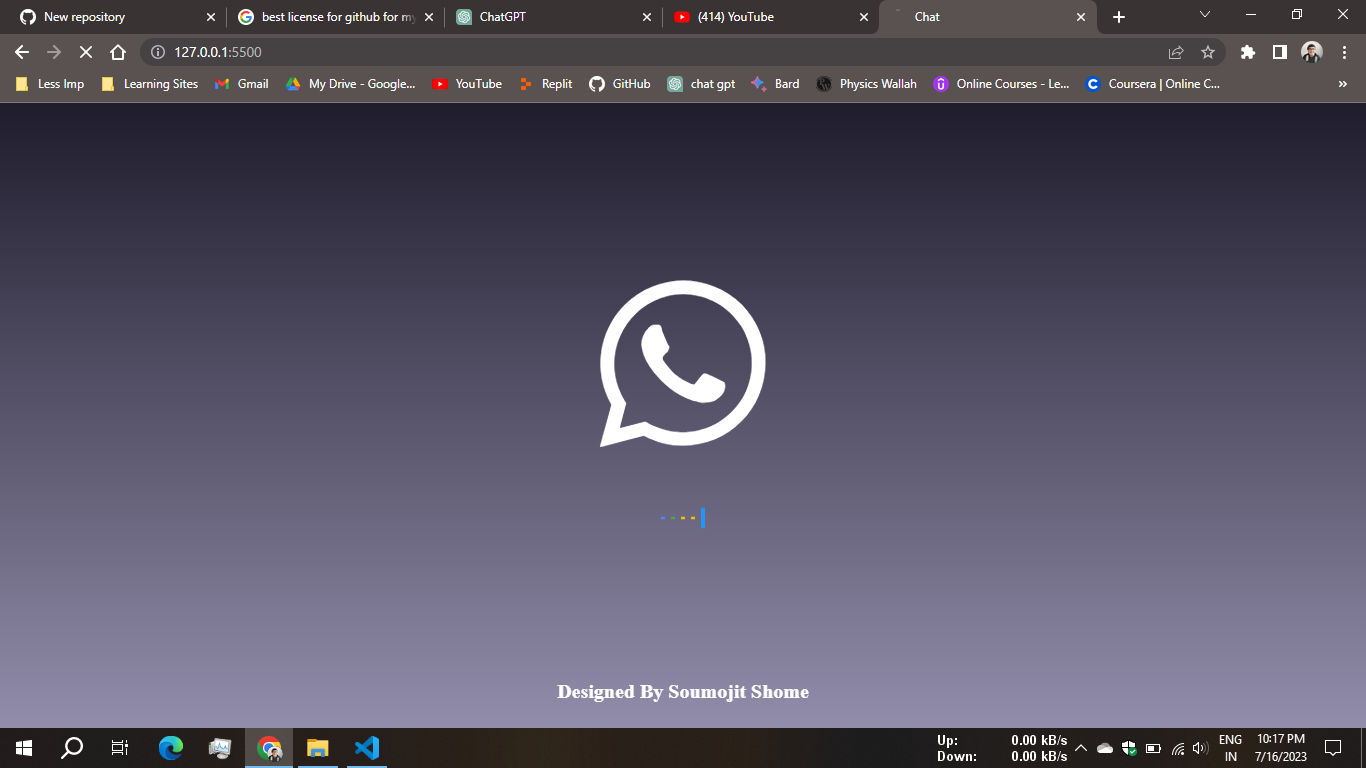 New repository
best license for github for my
ChatGPT
(414) YouTube
Chat
127.0.0.1:5500
Less Imp
Learning Sites
Gmail
My Drive - Google...
YouTube
Replit
GitHub
chat gpt
Bard
Physics Wallah
Online Courses - Le...
Coursera | Online C...
»
Designed By Soumojit Shome
Up: 0.00 kB/s
Down: 0.00 kB/s
ENG
IN
10:17 PM
7/16/2023